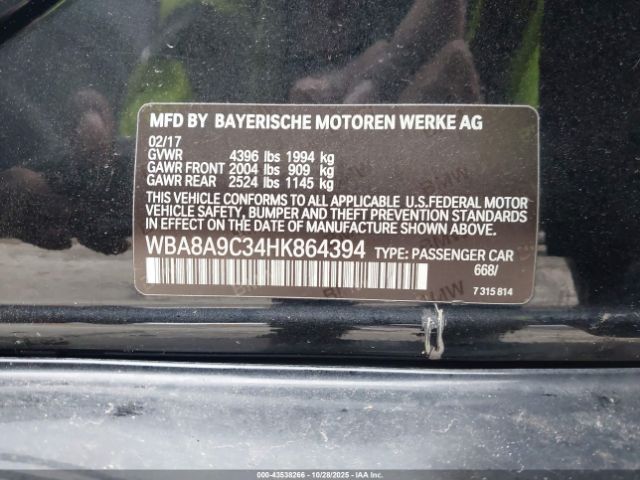 MFD BY BAYERISCHE MOTOREN WERKE AG
02/17
GVWR 4396 lbs 1994 kg
GAWR FRONT 2004 lbs 909 kg
GAWR REAR 2524 lbs 1145 kg
THIS VEHICLE CONFORMS TO ALL APPLICABLE U.S.FEDERAL MOTOR
VEHICLE SAFETY, BUMPER AND THEFT PREVENTION STANDARDS
IN EFFECT ON THE DATE OF MANUFACTURE SHOWN ABOVE.
WBA8A9C34HK864394 TYPE: PASSENGER CAR
668/
7 315 814
000-43538266 | 10/28/2025 | IAA, Inc.